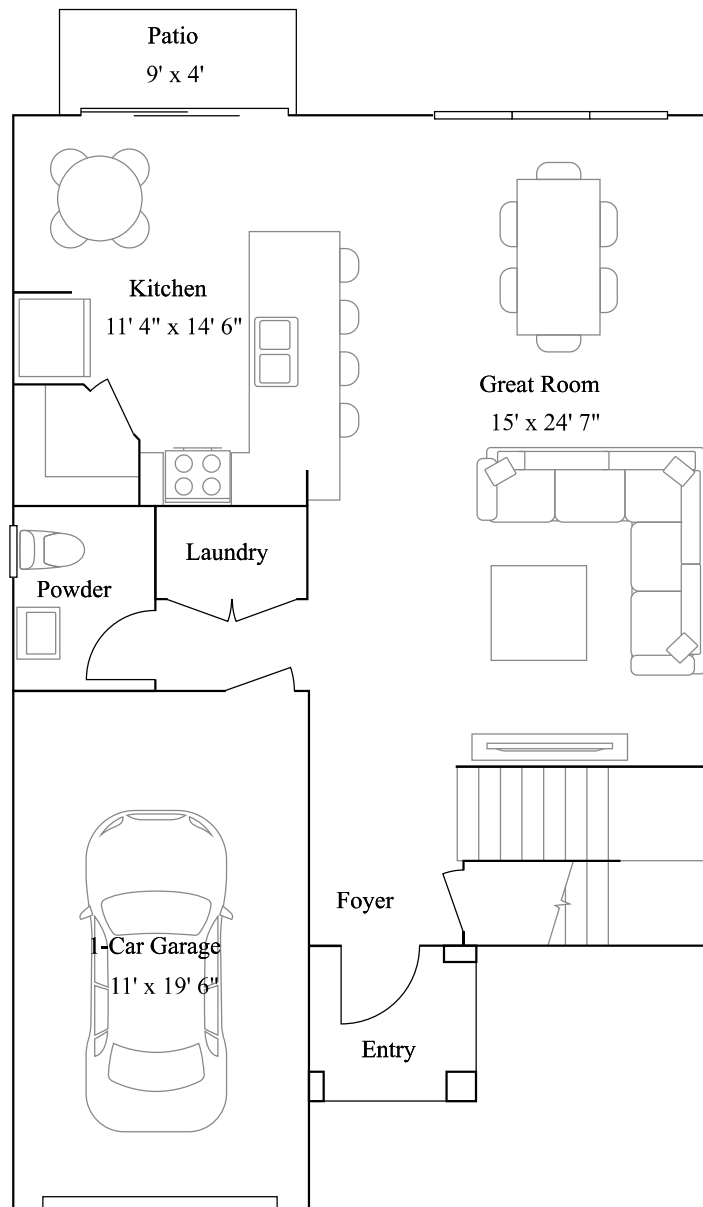 Patio
9' x 4'
Kitchen
11' 4" x 14' 6"
Great Room
15' x 24' 7"
Laundry
Powder
Foyer
1-Car Garage
11' x 19' 6"
Entry